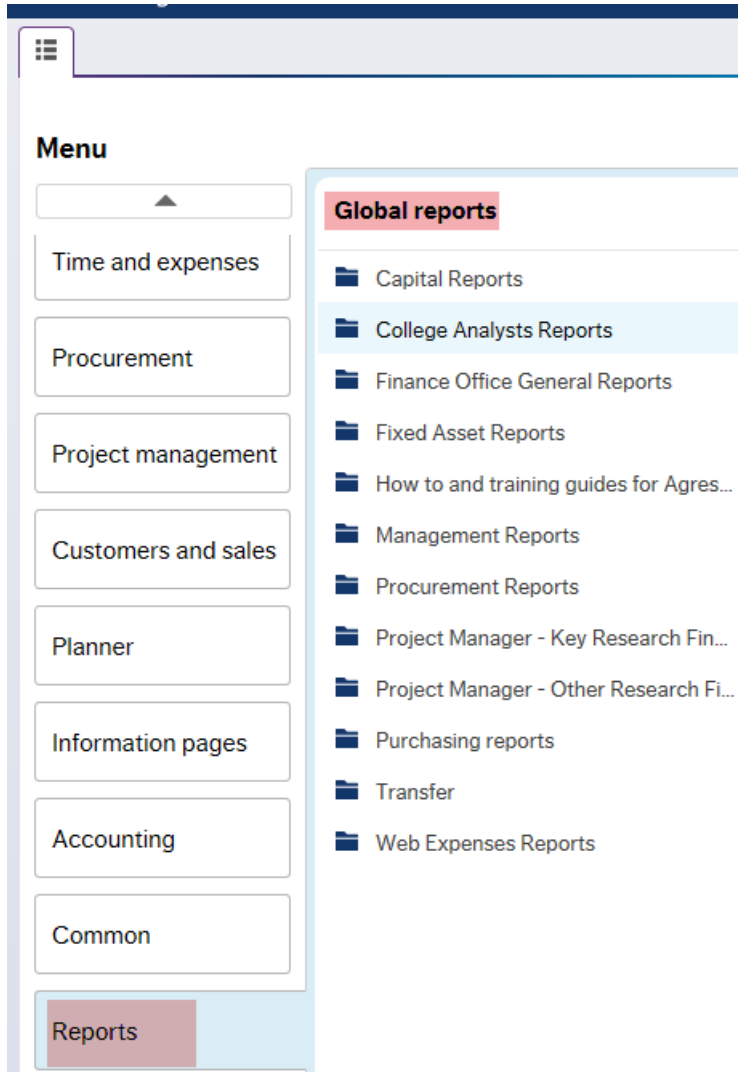 Menu
Time and expenses
Procurement
Project management
Customers and sales
Planner
Information pages
Accounting
Common
Reports
Global reports
Capital Reports
College Analysts Reports
Finance Office General Reports
Fixed Asset Reports
How to and training guides for Agres...
Management Reports
Procurement Reports
Project Manager - Key Research Fin...
Project Manager - Other Research Fi...
Purchasing reports
Transfer
Web Expenses Reports